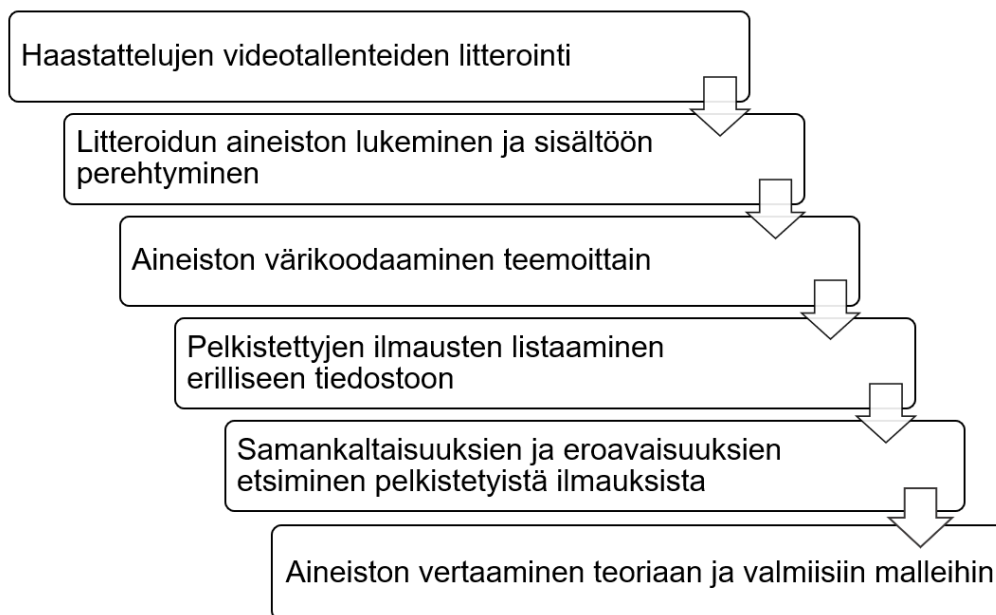 Haastattelujen videotallenteiden litterointi
Litteroidun aineiston lukeminen ja sisältöön
perehtyminen
Aineiston värikoodaaminen teemoittain
Pelkistettyjen ilmausten listaaminen
erilliseen tiedostoon
Samankaltaisuuksien ja eroavaisuuksien
etsiminen pelkistetyistä ilmauksista
Aineiston vertaaminen teoriaan ja valmiisiin malleihin